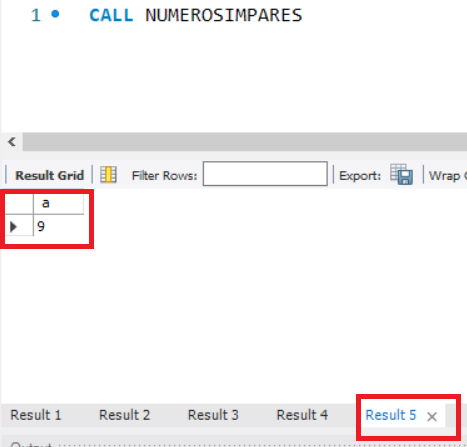 1 CALL NUMEROSIMPARES
Result Grid Filter Rows: Export: Wrap
a
9
Result 1 Result 2 Result 3 Result 4 Result 5